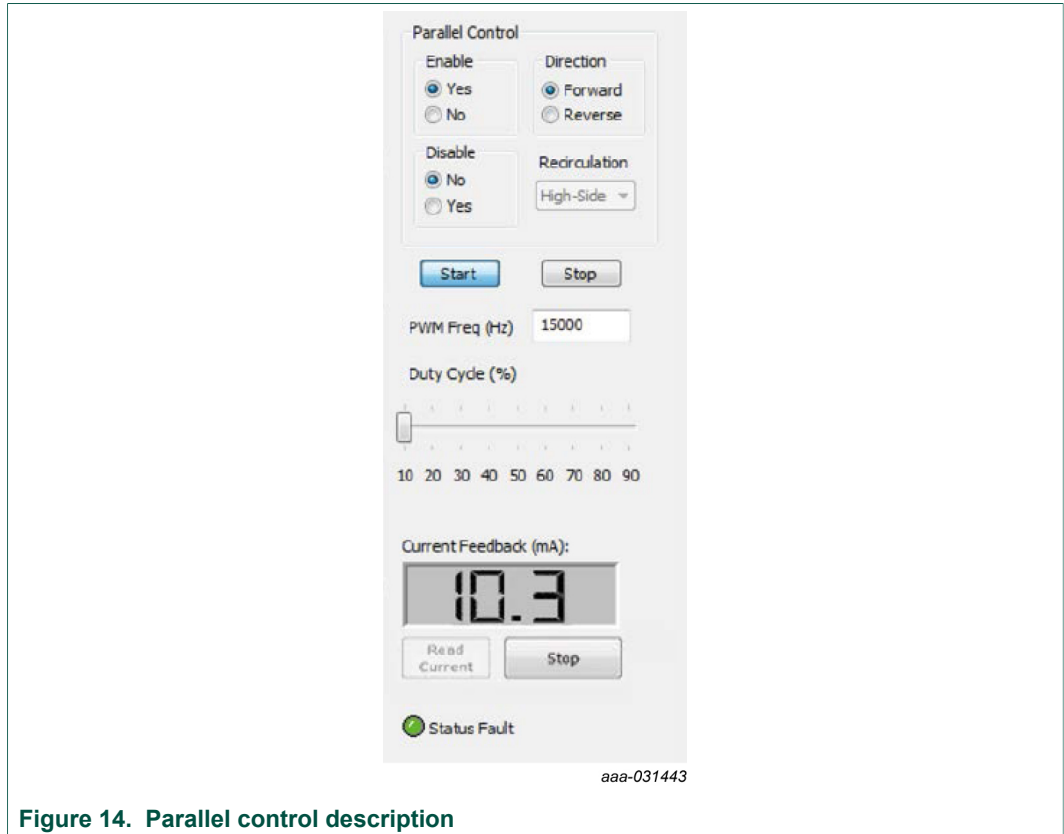 Parallel Control
Enable
Yes
No
Direction
Forward
Reverse
Disable
No
Yes
Recirculation
High-Side
Start Stop
PWM Freq (Hz) 15000
Duty Cycle (%)
10 20 30 40 50 60 70 80 90
Current Feedback (mA):
10.3
Read
Current
Stop
Status Fault
aaa-031443
Figure 14. Parallel control description